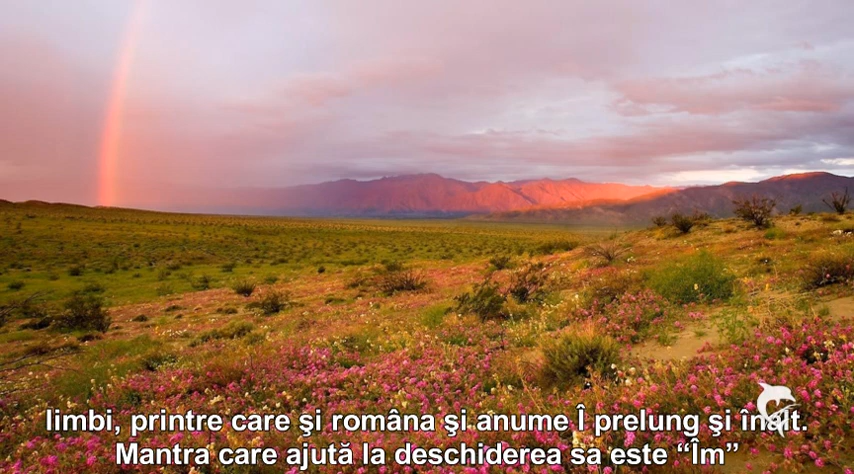 limbi, printre care şi româna şi anume Î prelung şi înalt.
Mantra care ajută la deschiderea sa este “Îm”